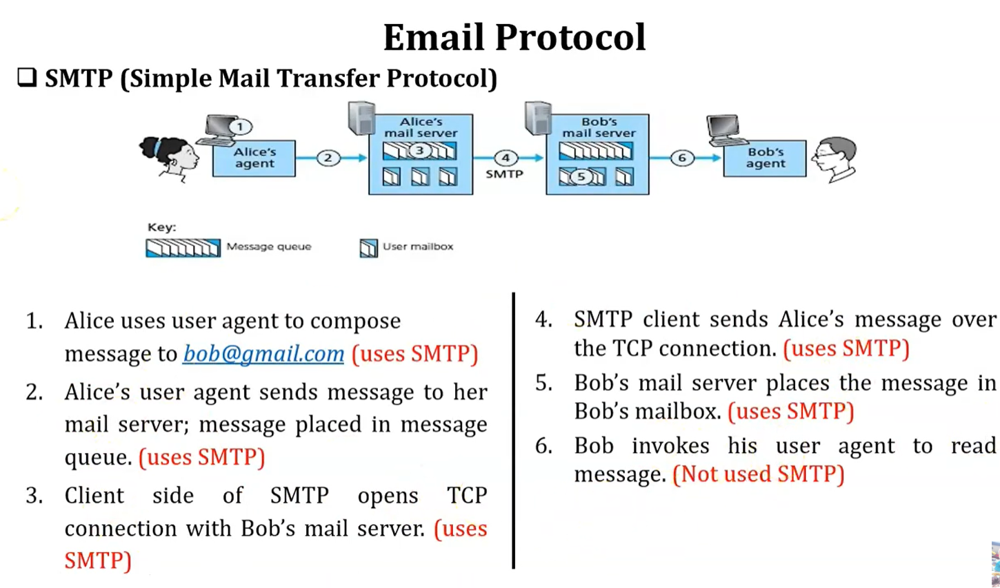 Email Protocol
❑ SMTP (Simple Mail Transfer Protocol)
1
Alice's
agent
2
Alice's
mail server
3
4
SMTP
Bob's
mail server
5
6
Bob's
agent
Key:
Message queue
User mailbox
1. Alice uses user agent to compose
message to bob@gmail.com (uses SMTP)
2. Alice’s user agent sends message to her
mail server; message placed in message
queue. (uses SMTP)
3. Client side of SMTP opens TCP
connection with Bob’s mail server. (uses
SMTP)
4. SMTP client sends Alice’s message over
the TCP connection. (uses SMTP)
5. Bob’s mail server places the message in
Bob’s mailbox. (uses SMTP)
6. Bob invokes his user agent to read
message. (Not used SMTP)